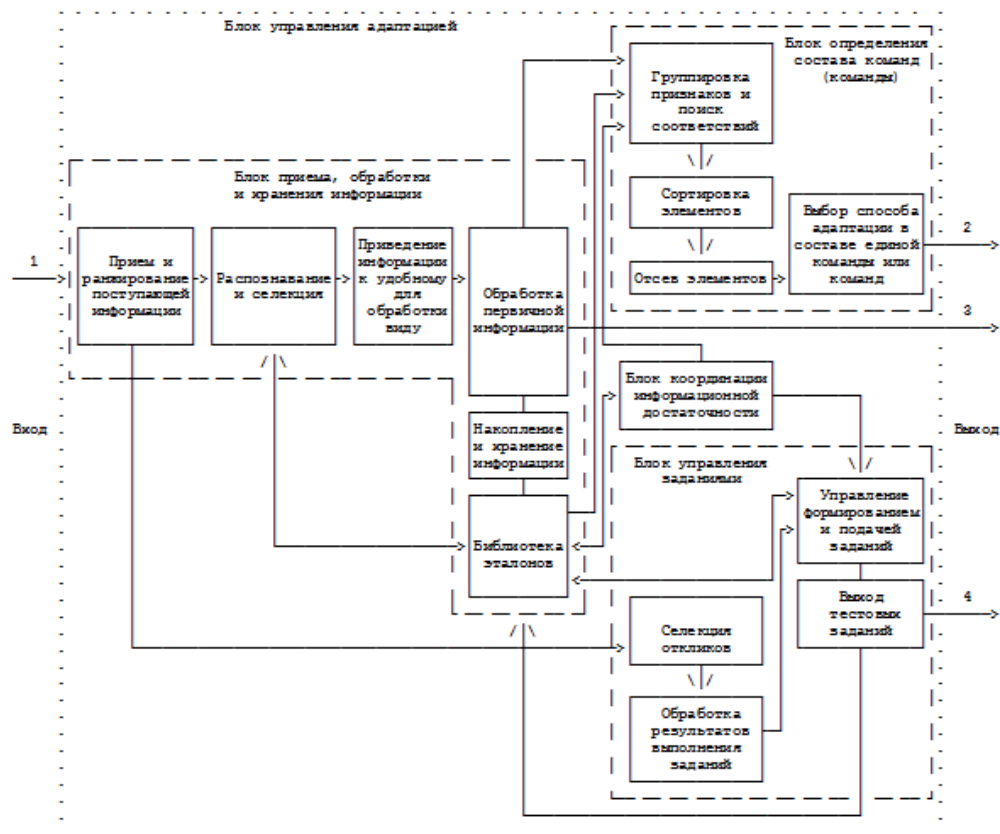 Блок управления адаптацией
Блок определения
состава команд
(команды)
Группировка
признаков и
поиск
соответствий
Блок приема, обработки
и хранения информации
Сортировка
элементов
Выбор способа
адаптации в
составе единой
команды или
команд
Отсев элементов
2
1
Прием и
ранжирование
поступающей
информации
Распознавание
и селекция
Приведение
информации
к удобному
для
обработки
виду
Обработка
первичной
информации
3
Блок координации
информационной
достаточности
Вход
Выход
Накопление
и хранение
информации
Блок управления
заданиями
Управление
формированием
и подачей
заданий
Библиотека
эталонов
Выход
тестовых
заданий
4
Селекция
откликов
Обработка
результатов
выполнения
заданий